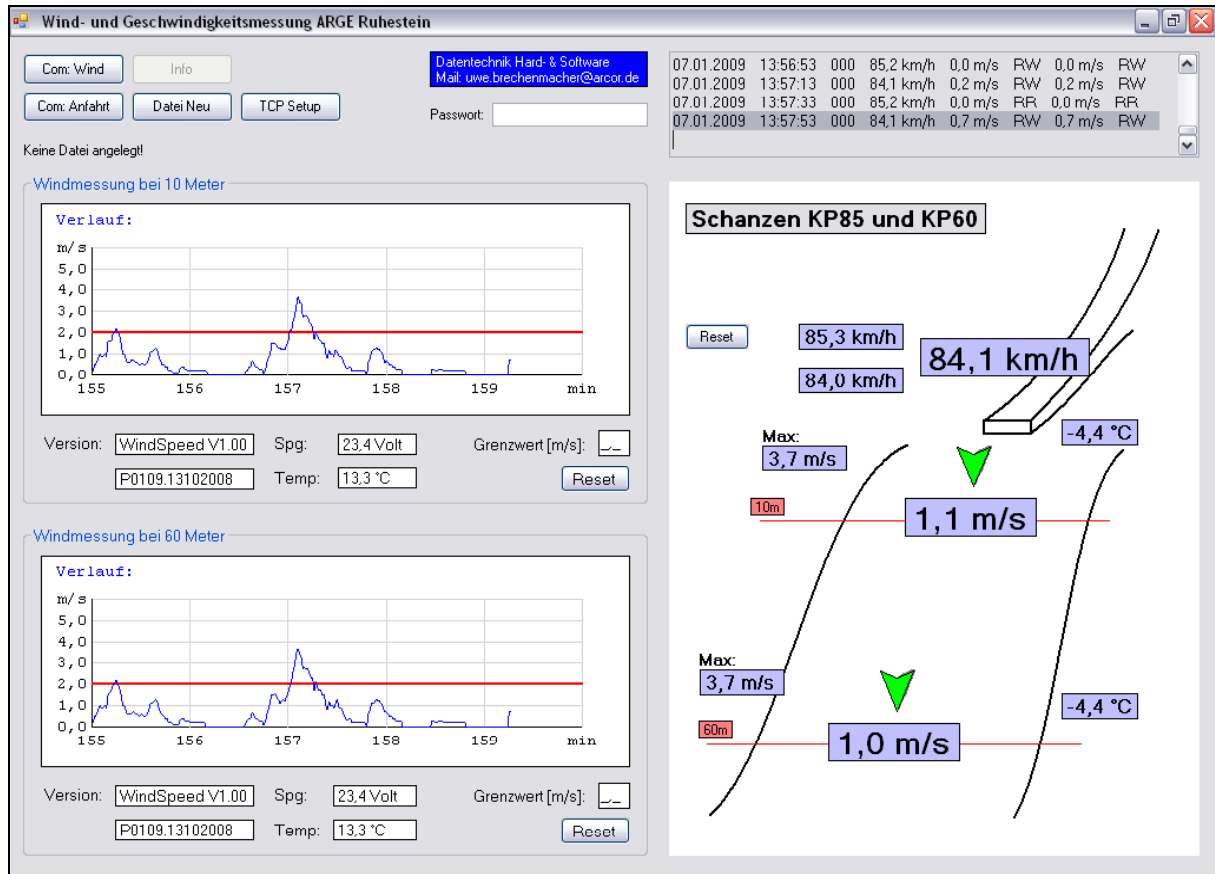 Wind- und Geschwindigkeitsmessung ARGE Ruhestein
Com: Wind
Info
Com: Anfahrt
Datei Neu
TCP Setup
Keine Datei angelegt!
Datentechnik Hard- & Software
Mail: uwe.brechenmacher@arcor.de
Passwort:
07.01.2009 13:56:53 000 85,2 km/h 0,0 m/s RW 0,0 m/s RW
07.01.2009 13:57:13 000 84,1 km/h 0,2 m/s RW 0,2 m/s RW
07.01.2009 13:57:33 000 85,2 km/h 0,0 m/s RR 0,0 m/s RR
07.01.2009 13:57:53 000 84,1 km/h 0,7 m/s RW 0,7 m/s RW
Windmessung bei 10 Meter
Verlauf:
m/s
5,0
4,0
3,0
2,0
1,0
0,0
155 156 157 158 159 min
Version: WindSpeed V1.00 Spg: 23,4 Volt Grenzwert [m/s]: _._
P0109.13102008 Temp: 13,3 °C Reset
Windmessung bei 60 Meter
Verlauf:
m/s
5,0
4,0
3,0
2,0
1,0
0,0
155 156 157 158 159 min
Version: WindSpeed V1.00 Spg: 23,4 Volt Grenzwert [m/s]: _._
P0109.13102008 Temp: 13,3 °C Reset
Schanzen KP85 und KP60
Reset
85,3 km/h
84,1 km/h
84,0 km/h
-4,4 °C
Max:
3,7 m/s
10m
1,1 m/s
Max:
3,7 m/s
-4,4 °C
60m
1,0 m/s